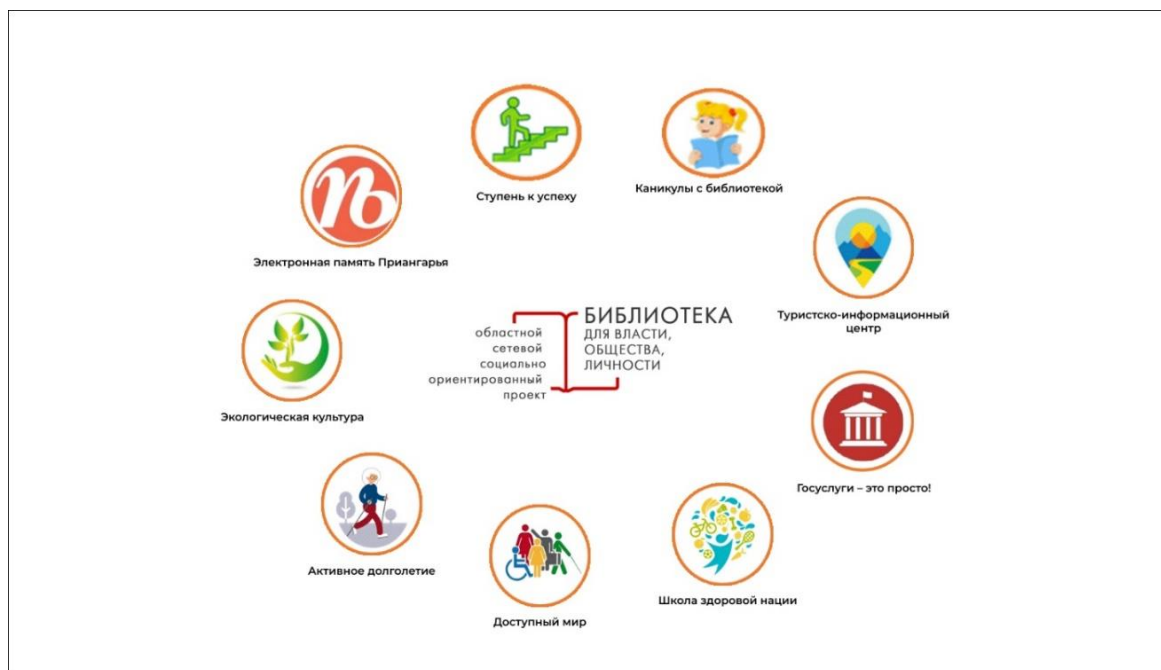 Ступень к успеху
Каникулы с библиотекой
Электронная память Приангарья
Туристско-информационный
центр
областной
сетевой
социально
ориентированный
проект
БИБЛИОТЕКА
ДЛЯ ВЛАСТИ,
ОБЩЕСТВА,
ЛИЧНОСТИ
Экологическая культура
Госуслуги – это просто!
Активное долголетие
Школа здоровой нации
Доступный мир